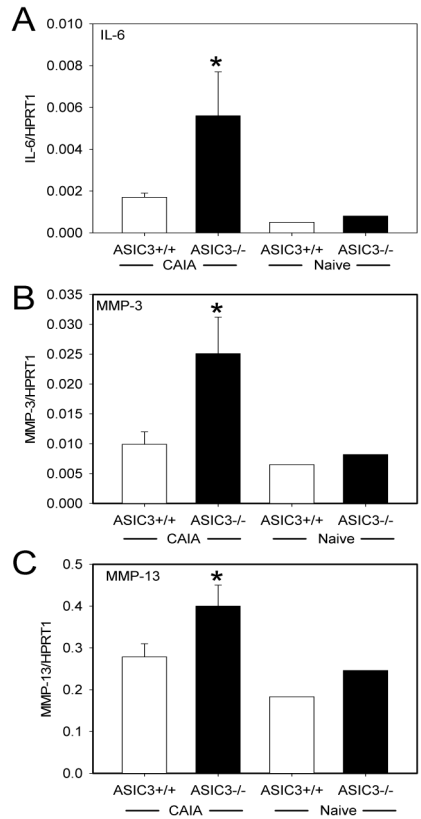 A
IL-6
0.010
0.008
0.006
0.004
0.002
0.000
IL-6/HPRT1
*
ASIC3+/+ ASIC3-/- ASIC3+/+ ASIC3-/-
CAIA Naive
B
MMP-3
0.035
0.030
0.025
0.020
0.015
0.010
0.005
0.000
MMP-3/HPRT1
*
ASIC3+/+ ASIC3-/- ASIC3+/+ ASIC3-/-
CAIA Naive
C
MMP-13
0.5
0.4
0.3
0.2
0.1
0.0
MMP-13/HPRT1
*
ASIC3+/+ ASIC3-/- ASIC3+/+ ASIC3-/-
CAIA Naive